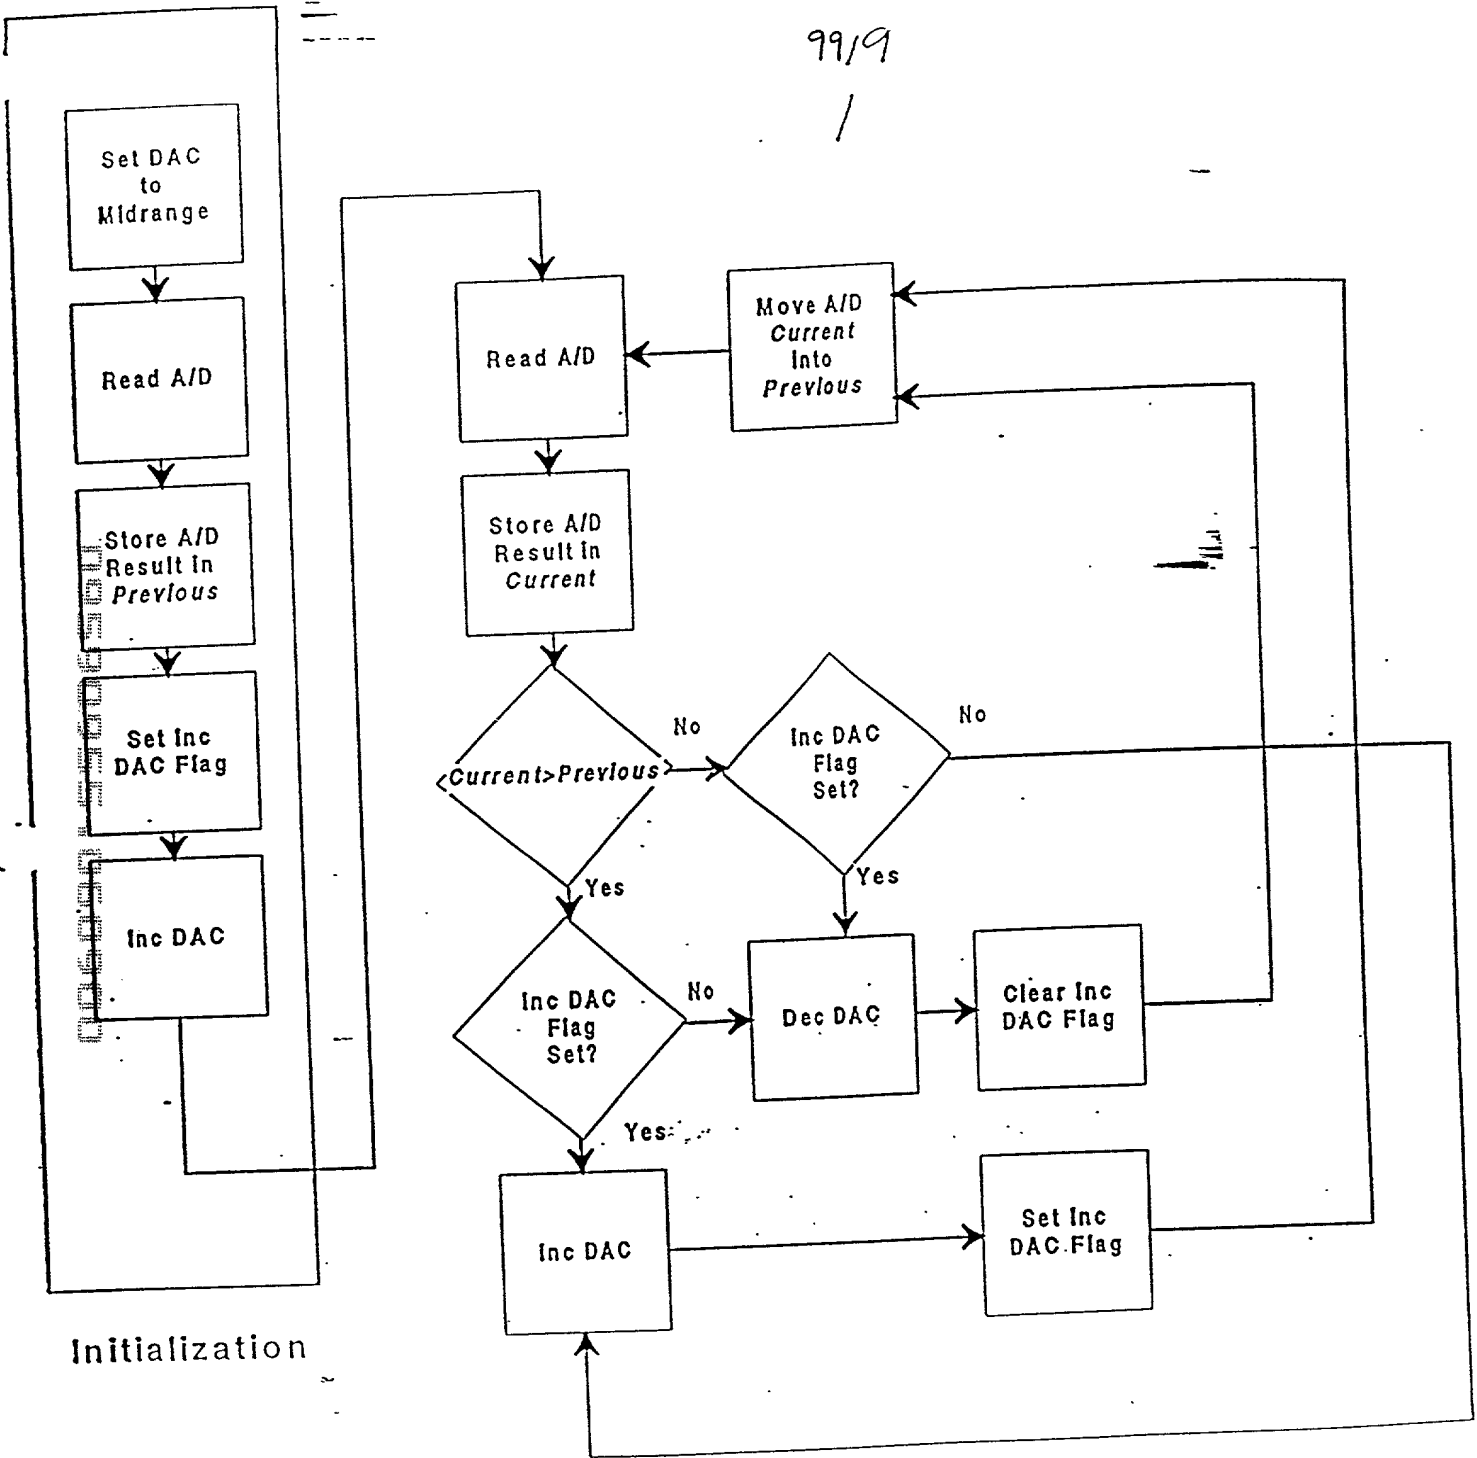 99/9
/
Set DAC
to
Midrange
Read A/D
Store A/D
Result In
Previous
Set Inc
DAC Flag
Inc DAC
Initialization
Read A/D
Move A/D
Current
Into
Previous
Store A/D
Result In
Current
Current>Previous
No
Yes
Inc DAC
Flag
Set?
No
Yes
Inc DAC
Flag
Set?
No
Yes
Dec DAC
Clear Inc
DAC Flag
Inc DAC
Set Inc
DAC Flag